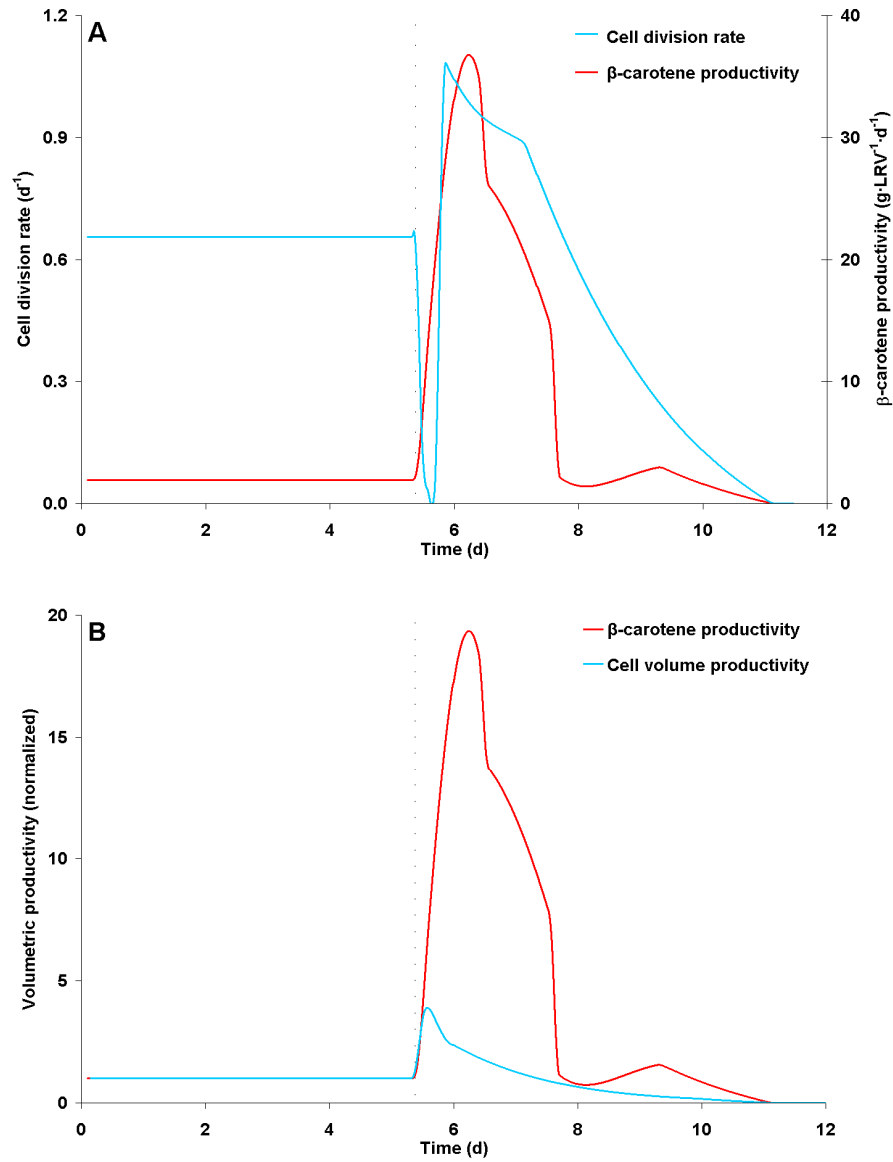 A
Cell division rate
β-carotene productivity
1.2
0.9
0.6
0.3
0.0
Cell division rate (d⁻¹)
40
30
20
10
0
β-carotene productivity (g·LRV⁻¹·d⁻¹)
0
2
4
6
8
10
12
Time (d)
B
β-carotene productivity
Cell volume productivity
20
15
10
5
0
Volumetric productivity (normalized)
0
2
4
6
8
10
12
Time (d)